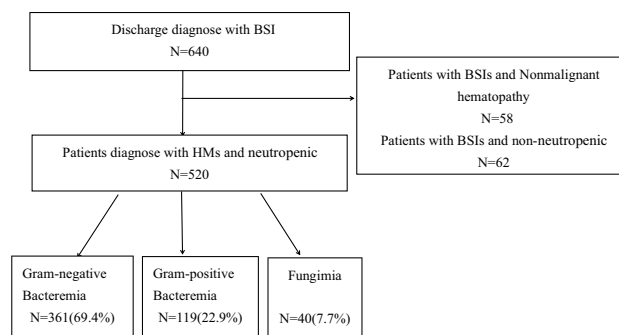 Discharge diagnose with BSI
N=640
Patients with BSIs and Nonmalignant
hematopathy
N=58
Patients with BSIs and non-neutropenic
N=62
Patients diagnose with HMs and neutropenic
N=520
Gram-negative
Bacteremia
N=361(69.4%)
Gram-positive
Bacteremia
N=119(22.9%)
Fungimia
N=40(7.7%)